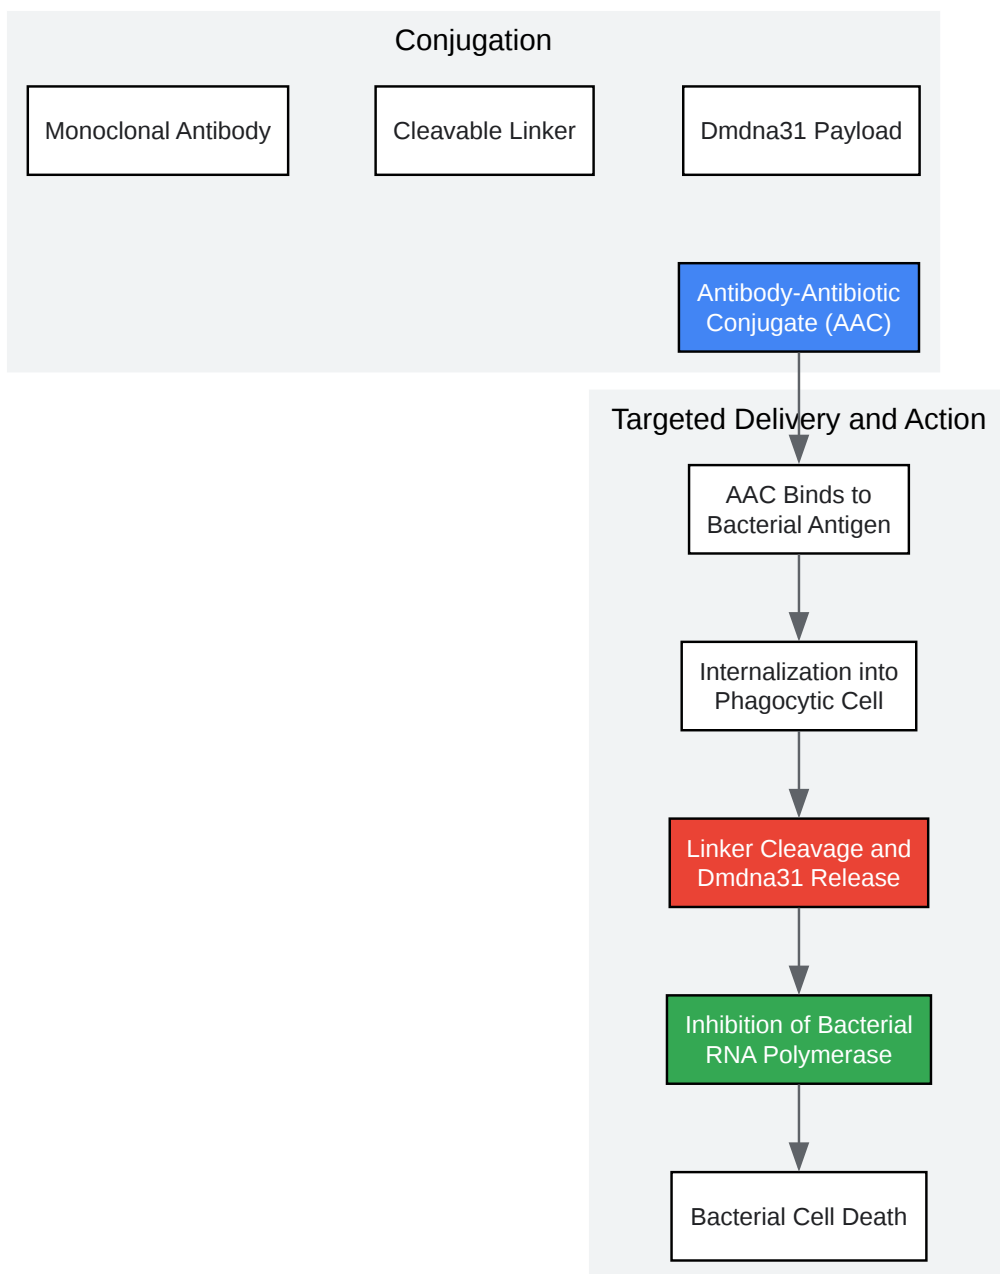 Conjugation
Monoclonal Antibody
Cleavable Linker
Dmdna31 Payload
Antibody-Antibiotic
Conjugate (AAC)
Targeted Delivery and Action
AAC Binds to
Bacterial Antigen
Internalization into
Phagocytic Cell
Linker Cleavage and
Dmdna31 Release
Inhibition of Bacterial
RNA Polymerase
Bacterial Cell Death